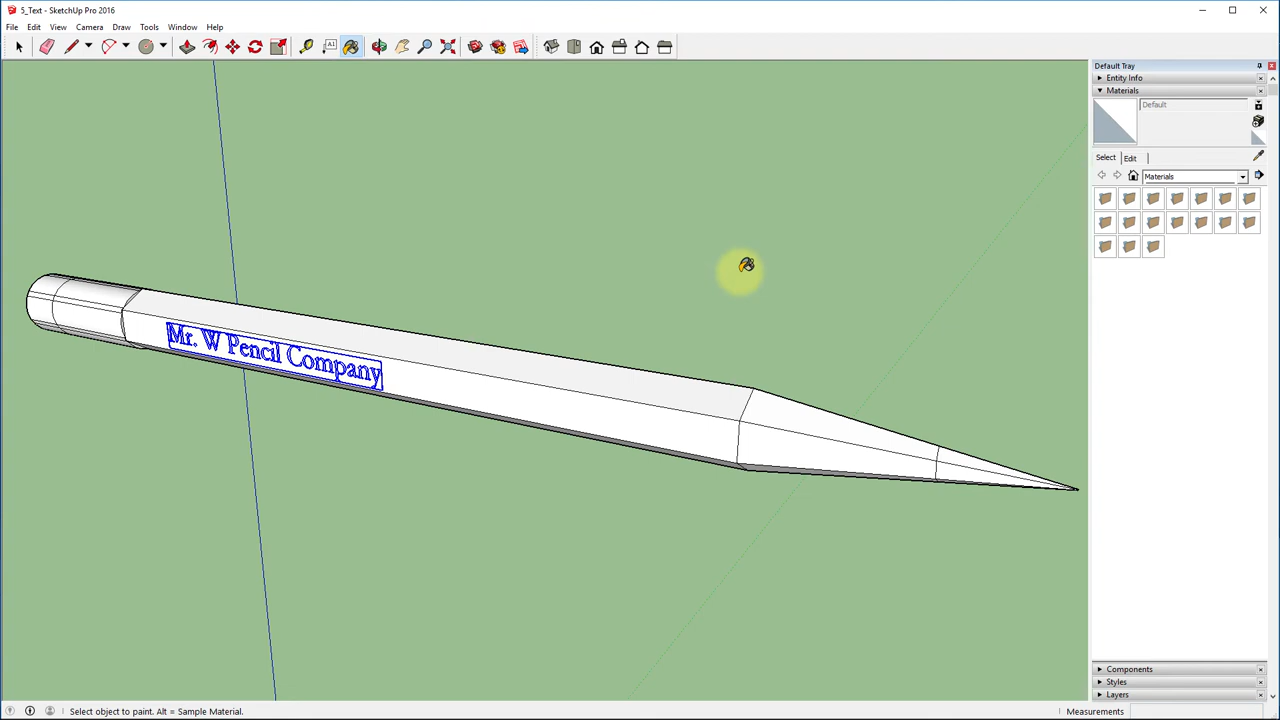 5_Text - SketchUp Pro 2016
File Edit View Camera Draw Tools Window Help
A1
Default Tray
Entity Info
Materials
Default
Select Edit
Materials
Mr. W Pencil Company
Components
Styles
Layers
Select object to paint. Alt = Sample Material.
Measurements